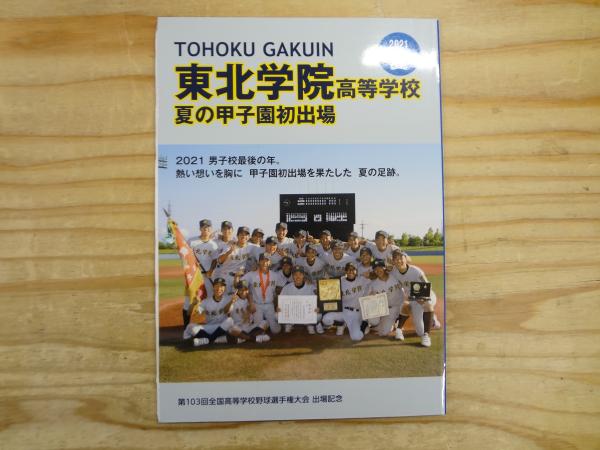 TOHOKU GAKUIN
2021
東北学院高等学校
夏の甲子園初出場
2021 男子校最後の年。
熱い想いを胸に 甲子園初出場を果たした 夏の足跡。
第103回全国高等学校野球選手権大会 出場記念